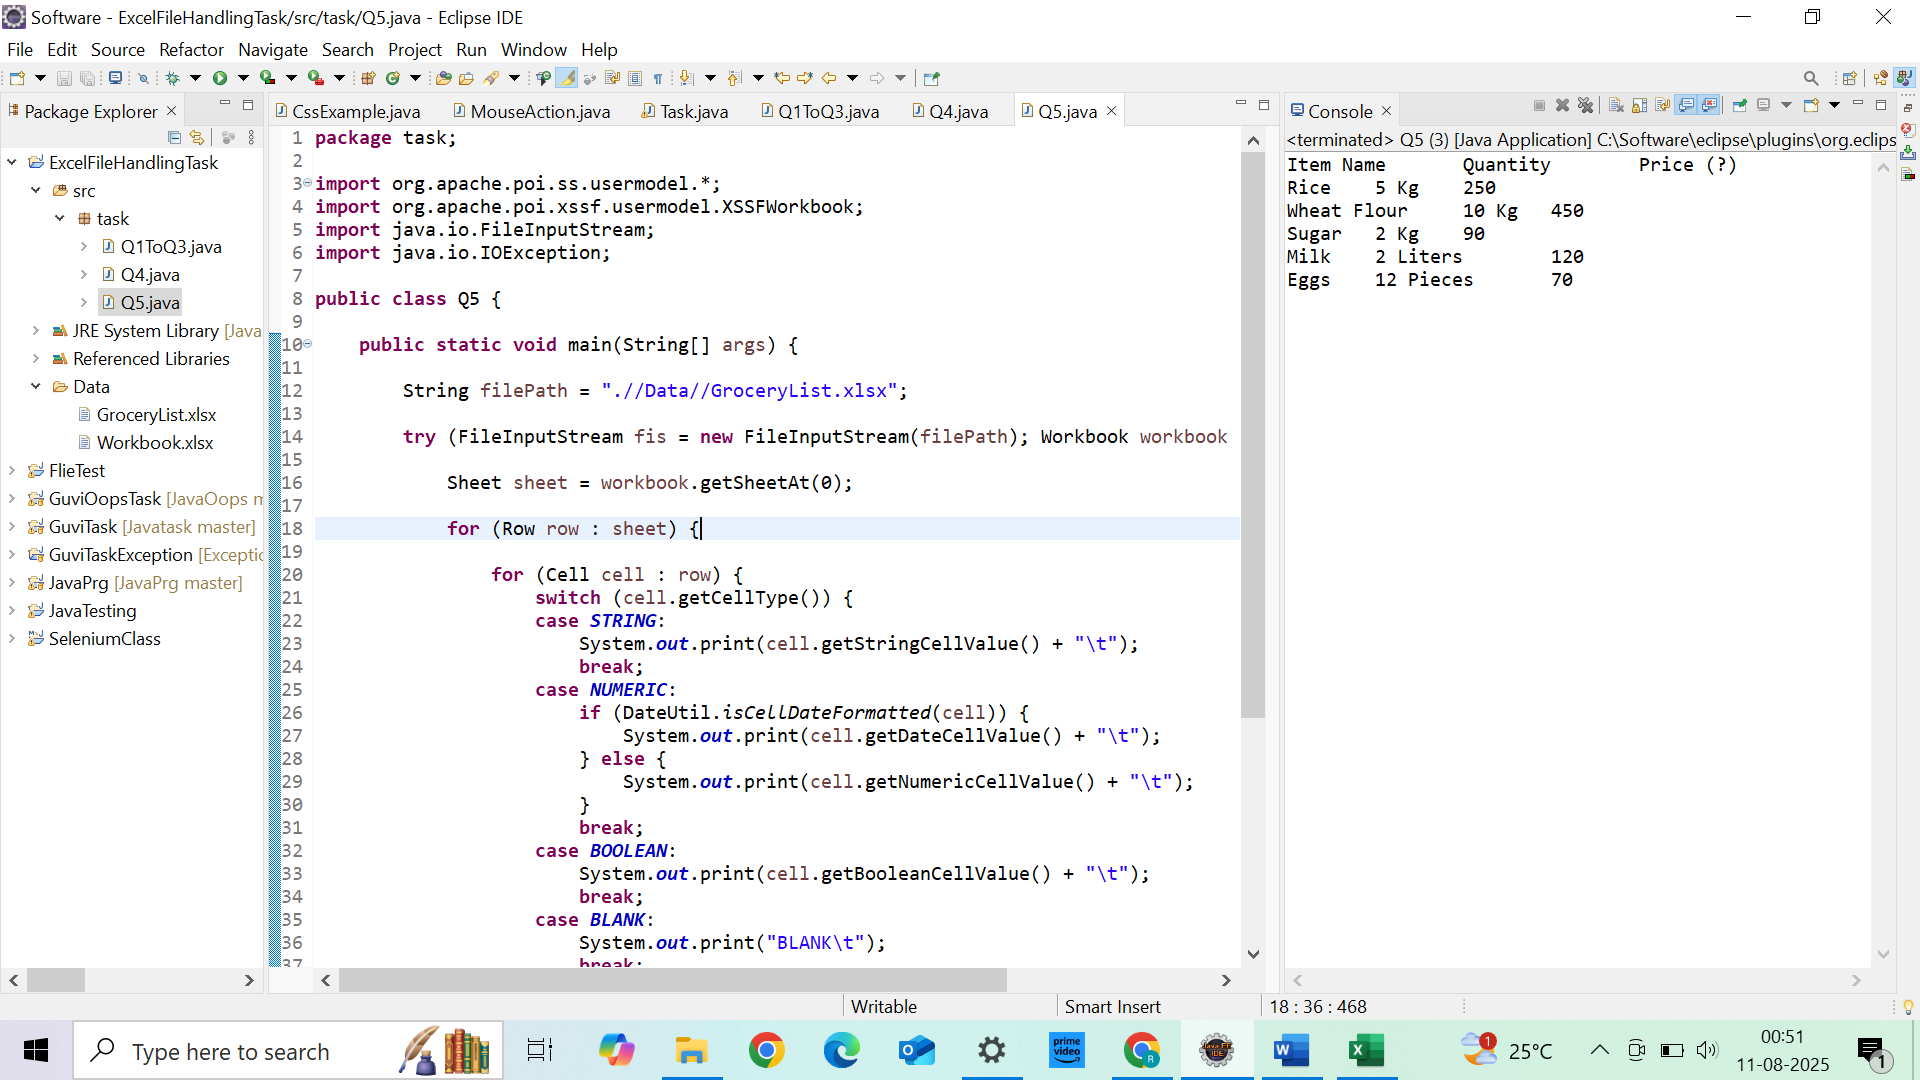 Software - ExcelFileHandlingTask/src/task/Q5.java - Eclipse IDE
File Edit Source Refactor Navigate Search Project Run Window Help
Package Explorer
ExcelFileHandlingTask
src
task
Q1ToQ3.java
Q4.java
Q5.java
JRE System Library [Java
Referenced Libraries
Data
GroceryList.xlsx
Workbook.xlsx
FlieTest
GuviOopsTask [JavaOops m
GuviTask [Javatask master]
GuviTaskException [Exceptio
JavaPrg [JavaPrg master]
JavaTesting
SeleniumClass
CssExample.java MouseAction.java Task.java Q1ToQ3.java Q4.java Q5.java
1 package task;
2
3 import org.apache.poi.ss.usermodel.*;
4 import org.apache.poi.xssf.usermodel.XSSFWorkbook;
5 import java.io.FileInputStream;
6 import java.io.IOException;
7
8 public class Q5 {
9
10 public static void main(String[] args) {
11
12 String filePath = ".//Data//GroceryList.xlsx";
13
14 try (FileInputStream fis = new FileInputStream(filePath); Workbook workbook
15
16 Sheet sheet = workbook.getSheetAt(0);
17
18 for (Row row : sheet) {
19
20 for (Cell cell : row) {
21 switch (cell.getCellType()) {
22 case STRING:
23 System.out.print(cell.getStringCellValue() + "\t");
24 break;
25 case NUMERIC:
26 if (DateUtil.isCellDateFormatted(cell)) {
27 System.out.print(cell.getDateCellValue() + "\t");
28 } else {
29 System.out.print(cell.getNumericCellValue() + "\t");
30 }
31 break;
32 case BOOLEAN:
33 System.out.print(cell.getBooleanCellValue() + "\t");
34 break;
35 case BLANK:
36 System.out.print("BLANK\t");
37 break;
Console
<terminated> Q5 (3) [Java Application] C:\Software\eclipse\plugins\org.eclips
Item Name Quantity Price (?)
Rice 5 Kg 250
Wheat Flour 10 Kg 450
Sugar 2 Kg 90
Milk 2 Liters 120
Eggs 12 Pieces 70
Writable Smart Insert 18 : 36 : 468
Type here to search
prime video
Java EE IDE
1
25°C
00:51
11-08-2025
1